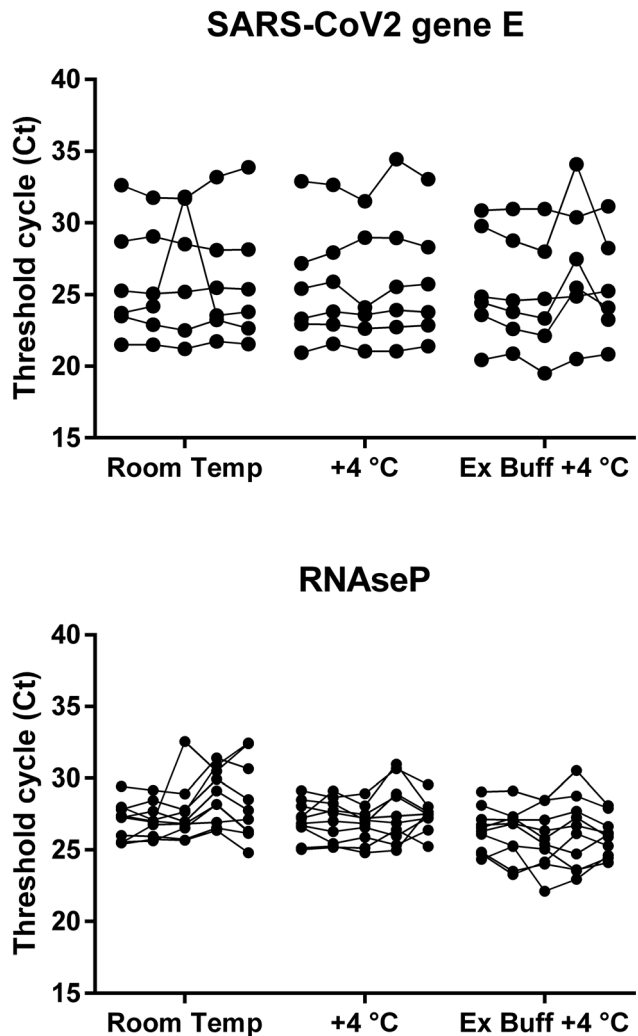 SARS-CoV2 gene E
Threshold cycle (Ct)
40
35
30
25
20
15
Room Temp
+4 °C
Ex Buff +4 °C
RNAseP
Threshold cycle (Ct)
40
35
30
25
20
15
Room Temp
+4 °C
Ex Buff +4 °C